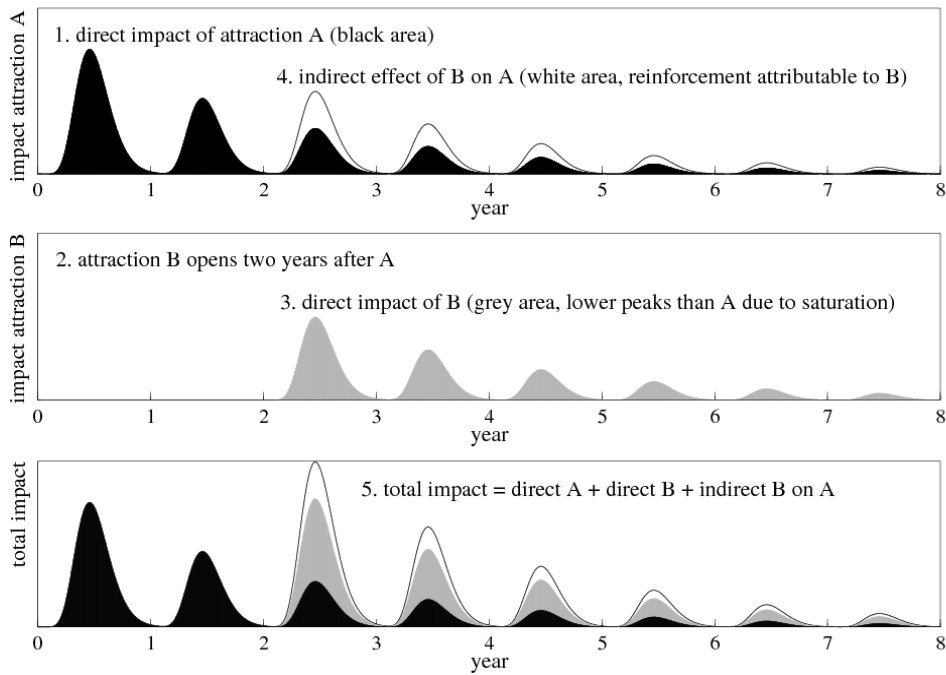 impact attraction A
1. direct impact of attraction A (black area)
4. indirect effect of B on A (white area, reinforcement attributable to B)
0 1 2 3 4 5 6 7 8
year
impact attraction B
2. attraction B opens two years after A
3. direct impact of B (grey area, lower peaks than A due to saturation)
0 1 2 3 4 5 6 7 8
year
total impact
5. total impact = direct A + direct B + indirect B on A
0 1 2 3 4 5 6 7 8
year